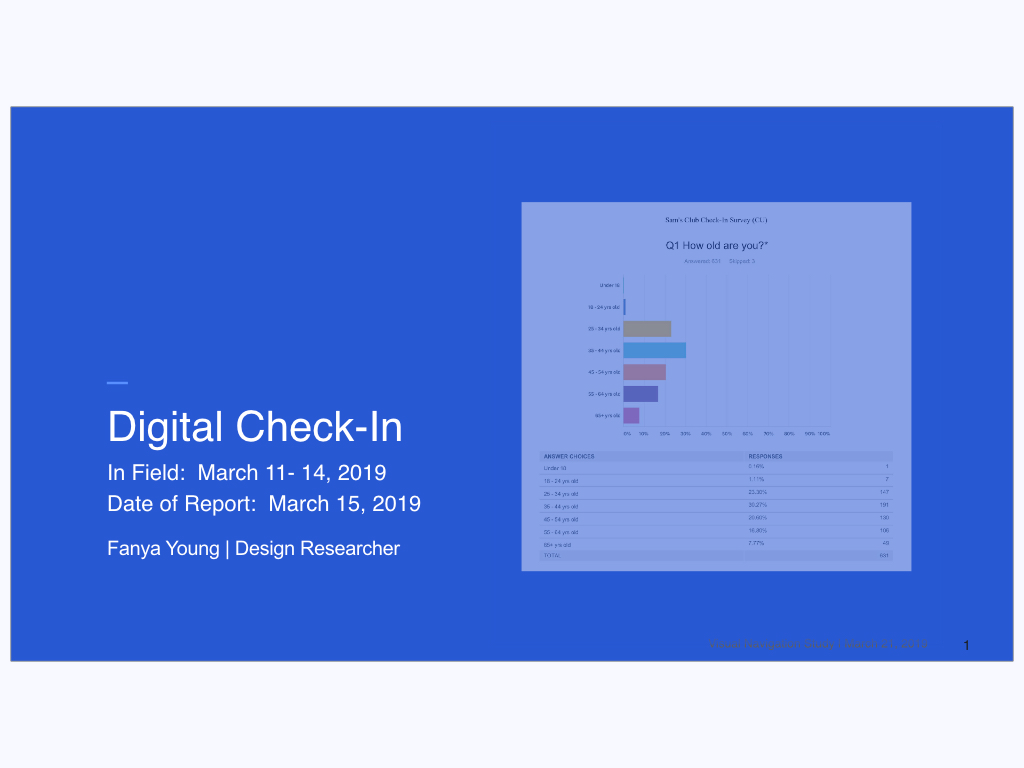 Digital Check-In
In Field:  March 11- 14, 2019
Date of Report:  March 15, 2019
Fanya Young | Design Researcher
Sam's Club Check-In Survey (CL)
Q1 How old are you?*
Answered: 631 Skipped: 3
Under 18
18 - 24 yrs old
25 - 34 yrs old
35 - 44 yrs old
45 - 54 yrs old
55 - 64 yrs old
65+ yrs old
0% 10% 20% 30% 40% 50% 60% 70% 80% 90% 100%
ANSWER CHOICES RESPONSES
Under 18 0.16% 1
18 - 24 yrs old 1.11% 7
25 - 34 yrs old 23.30% 147
35 - 44 yrs old 30.27% 191
45 - 54 yrs old 20.60% 130
55 - 64 yrs old 16.80% 106
65+ yrs old 7.77% 49
TOTAL 631
1